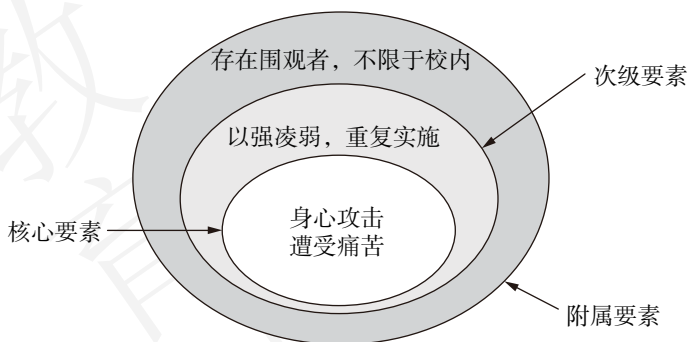 存在围观者，不限于校内
次级要素
以强凌弱，重复实施
核心要素
身心攻击
遭受痛苦
附属要素
教育